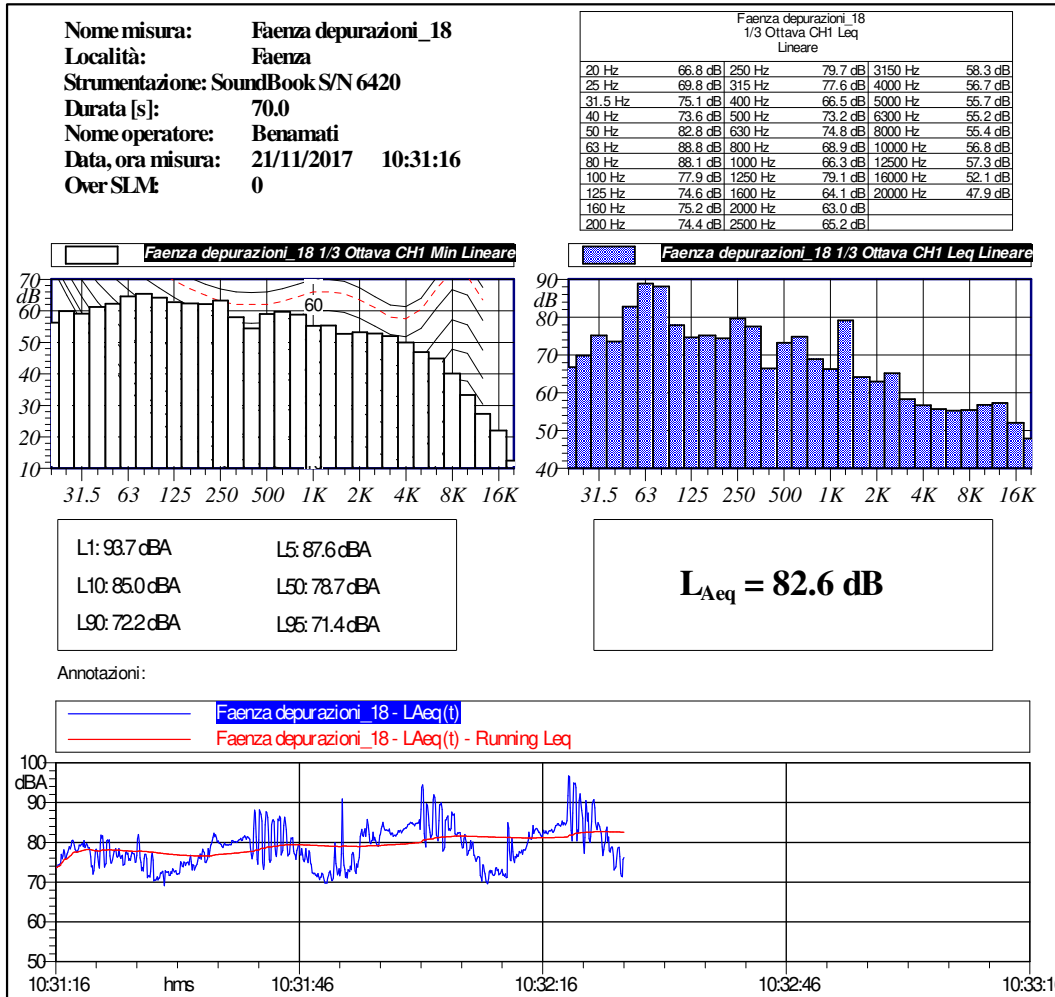 Nome misura: Faenza depurazioni_18
Località: Faenza
Strumentazione: SoundBook S/N 6420
Durata [s]: 70.0
Nome operatore: Benamati
Data, ora misura: 21/11/2017 10:31:16
Over SLM: 0
Faenza depurazioni_18
1/3 Ottava CH1 Leq
Lineare
20 Hz 66.8 dB 250 Hz 79.7 dB 3150 Hz 58.3 dB
25 Hz 69.8 dB 315 Hz 77.6 dB 4000 Hz 56.7 dB
31.5 Hz 75.1 dB 400 Hz 66.5 dB 5000 Hz 55.7 dB
40 Hz 73.6 dB 500 Hz 73.2 dB 6300 Hz 55.2 dB
50 Hz 82.8 dB 630 Hz 74.8 dB 8000 Hz 55.4 dB
63 Hz 88.8 dB 800 Hz 68.9 dB 10000 Hz 56.8 dB
80 Hz 88.1 dB 1000 Hz 66.3 dB 12500 Hz 57.3 dB
100 Hz 77.9 dB 1250 Hz 79.1 dB 16000 Hz 52.1 dB
125 Hz 74.6 dB 1600 Hz 64.1 dB 20000 Hz 47.9 dB
160 Hz 75.2 dB 2000 Hz 63.0 dB
200 Hz 74.4 dB 2500 Hz 65.2 dB
Faenza depurazioni_18 1/3 Ottava CH1 Min Lineare
70
dB
60
60
50
40
30
20
10
31.5 63 125 250 500 1K 2K 4K 8K 16K
Faenza depurazioni_18 1/3 Ottava CH1 Leq Lineare
90
dB
80
70
60
50
40
31.5 63 125 250 500 1K 2K 4K 8K 16K
L1: 93.7 dBA L5: 87.6 dBA
L10: 85.0 dBA L50: 78.7 dBA
L90: 72.2 dBA L95: 71.4 dBA
LAeq = 82.6 dB
Annotazioni:
Faenza depurazioni_18 - LAeq(t)
Faenza depurazioni_18 - LAeq(t) - Running Leq
100
dBA
90
80
70
60
50
10:31:16 hms 10:31:46 10:32:16 10:32:46 10:33:16